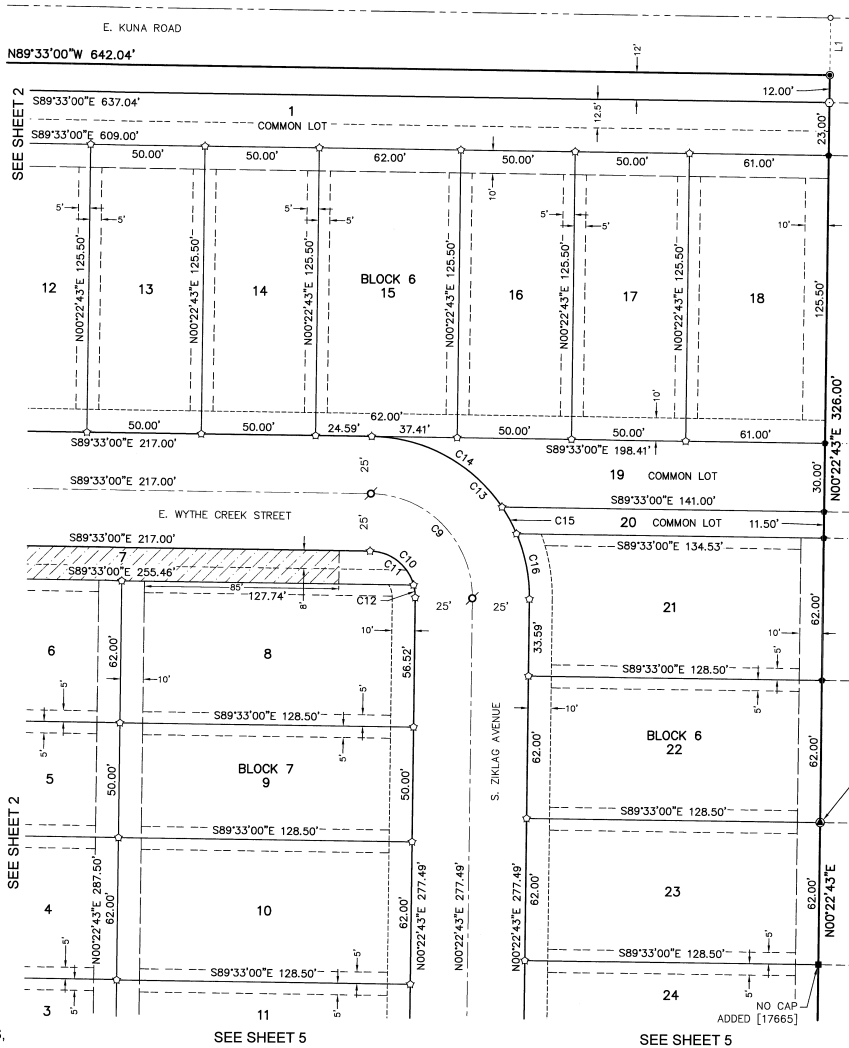 E. KUNA ROAD
N89°33'00"W 642.04'
12'
L1
S89°33'00"E 637.04'
12.00'
1
COMMON LOT
12.5'
23.00'
S89°33'00"E 609.00'
SEE SHEET 2
50.00'
50.00'
62.00'
50.00'
50.00'
61.00'
10'
5'
5'
5'
5'
5'
5'
10'
N00°22'43"E 125.50'
N00°22'43"E 125.50'
N00°22'43"E 125.50'
N00°22'43"E 125.50'
N00°22'43"E 125.50'
N00°22'43"E 125.50'
125.50'
12
13
14
BLOCK 6
15
16
17
18
N00°22'43"E 326.00'
62.00'
10'
50.00'
50.00'
24.59'
37.41'
50.00'
50.00'
61.00'
S89°33'00"E 217.00'
S89°33'00"E 198.41'
C14
25'
19 COMMON LOT
30.00'
S89°33'00"E 217.00'
C13
S89°33'00"E 141.00'
E. WYTHE CREEK STREET
25'
C9
C15
20 COMMON LOT
11.50'
S89°33'00"E 217.00'
S89°33'00"E 134.53'
7
C10
C11
C16
S89°33'00"E 255.46'
85'
127.74'
8'
C12
25'
25'
21
62.00'
10'
33.59'
10'
6
62.00'
8
56.52'
5'
10'
S89°33'00"E 128.50'
5'
5'
5'
5'
S89°33'00"E 128.50'
5'
5'
10'
S. ZIKLAG AVENUE
BLOCK 7
9
BLOCK 6
22
5
50.00'
50.00'
62.00'
62.00'
SEE SHEET 2
S89°33'00"E 128.50'
S89°33'00"E 128.50'
4
N00°22'43"E 287.50'
62.00'
10
62.00'
N00°22'43"E 277.49'
N00°22'43"E 277.49'
N00°22'43"E 277.49'
62.00'
23
62.00'
N00°22'43"E
S89°33'00"E 128.50'
5'
5'
5'
5'
S89°33'00"E 128.50'
5'
5'
3
11
24
NO CAP
ADDED [17665]
SEE SHEET 5
SEE SHEET 5